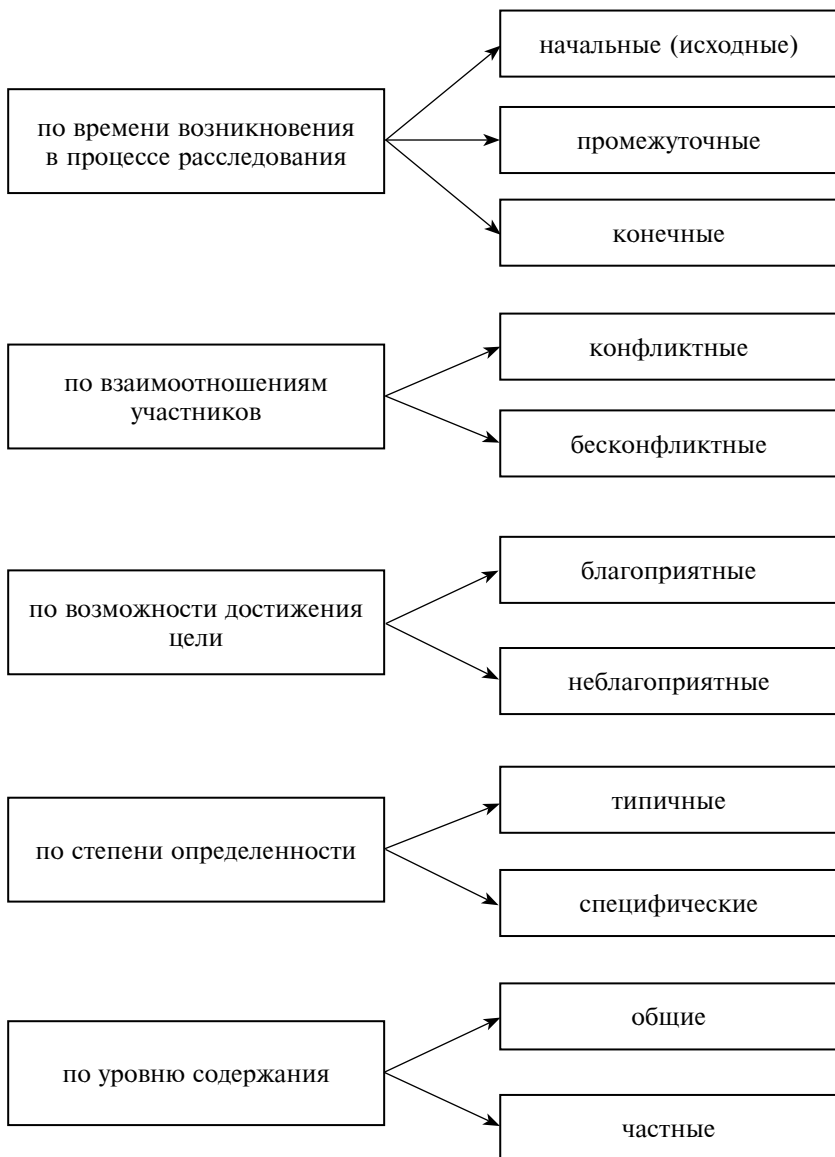 по времени возникновения
в процессе расследования
начальные (исходные)
промежуточные
конечные
по взаимоотношениям
участников
конфликтные
бесконфликтные
по возможности достижения
цели
благоприятные
неблагоприятные
по степени определенности
типичные
специфические
по уровню содержания
общие
частные